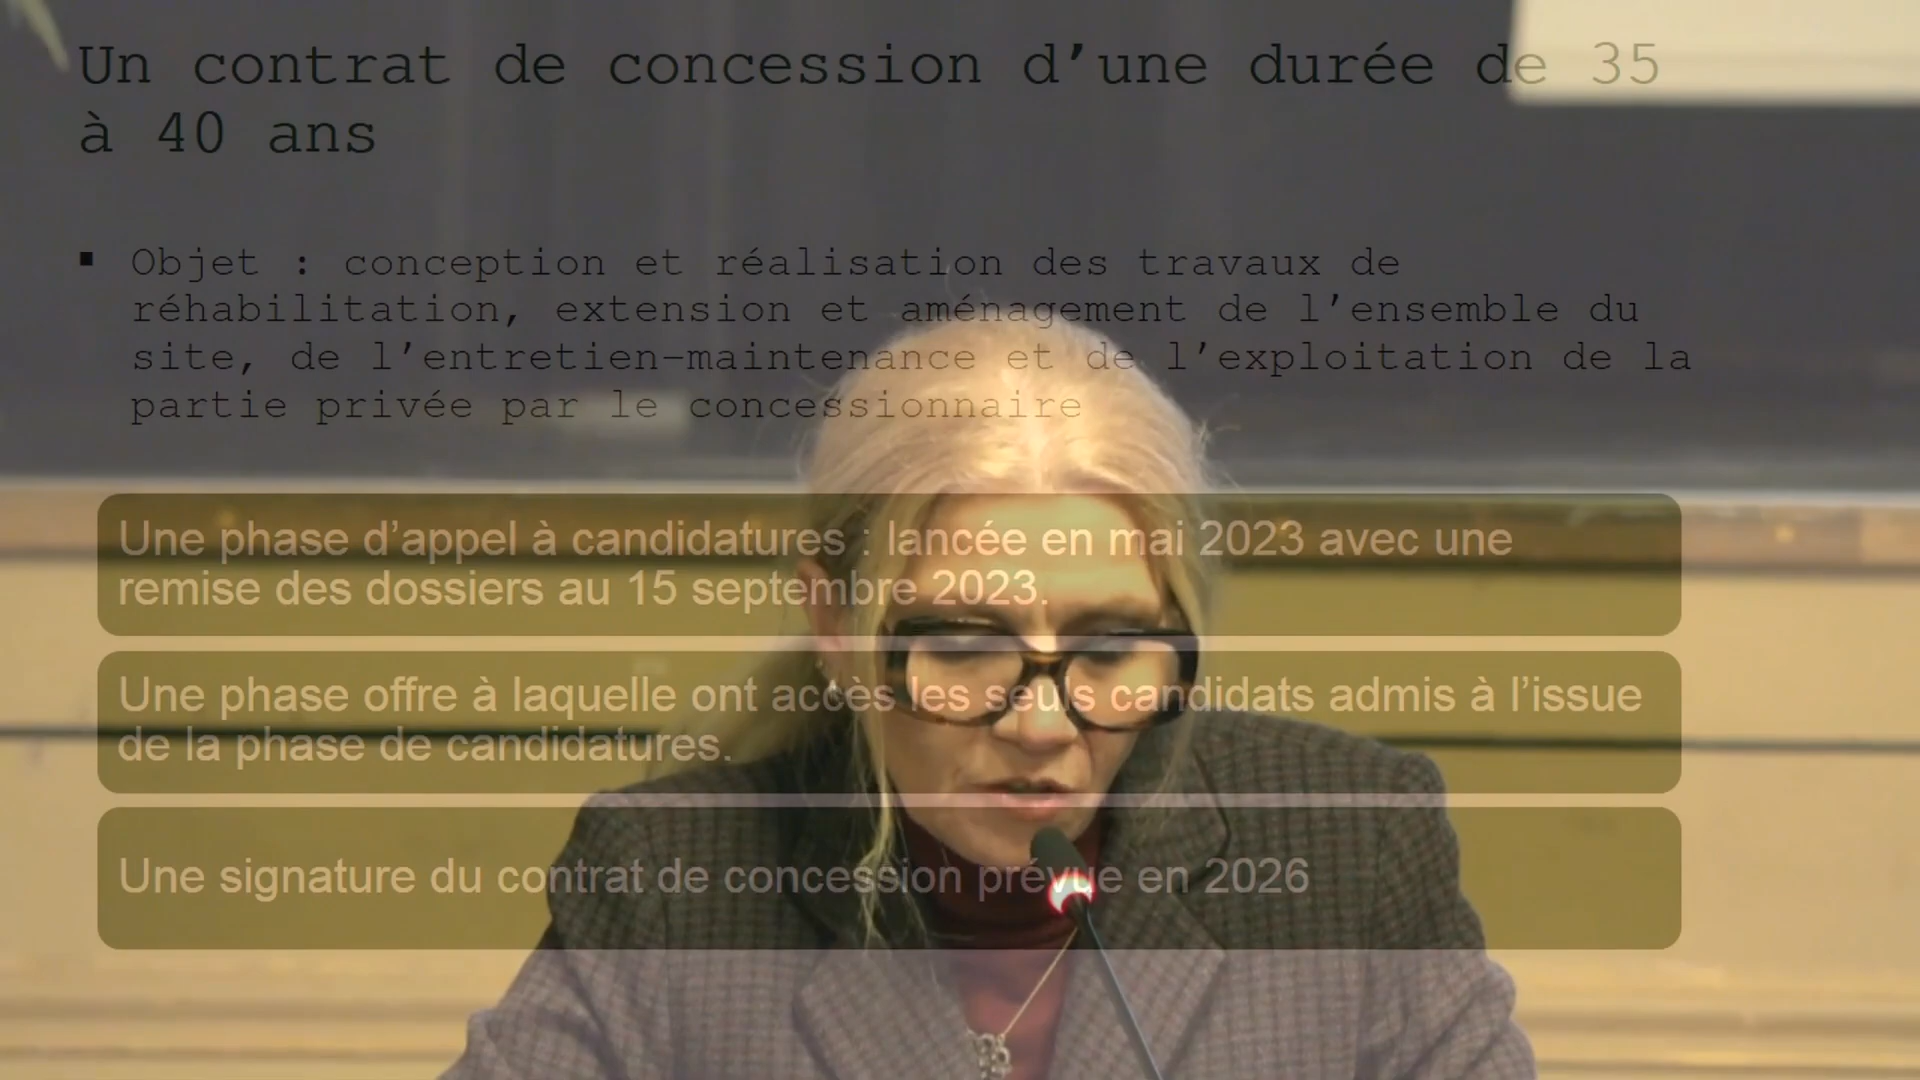 Un contrat de concession d’une durée de 35
à 40 ans
▪ Objet : conception et réalisation des travaux de
réhabilitation, extension et aménagement de l’ensemble du
site, de l’entretien-maintenance et de l’exploitation de la
partie privée par le concessionnaire
Une phase d’appel à candidatures : lancée en mai 2023 avec une
remise des dossiers au 15 septembre 2023.
Une phase offre à laquelle ont accès les seuls candidats admis à l’issue
de la phase de candidatures.
Une signature du contrat de concession prévue en 2026